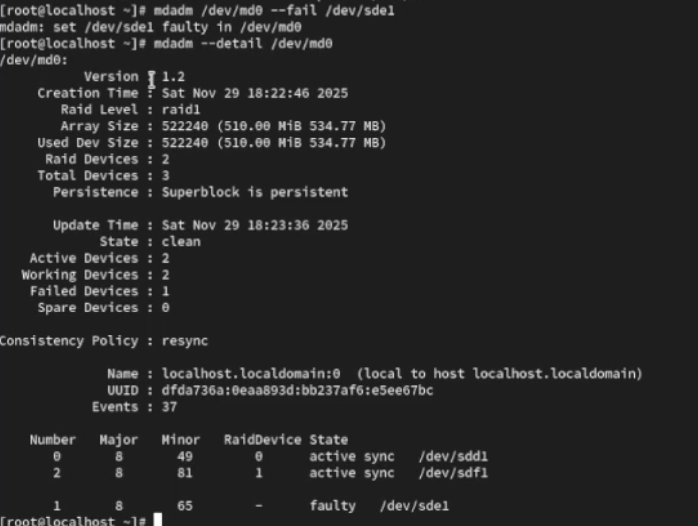 [root@localhost ~]# mdadm /dev/md0 --fail /dev/sde1
mdadm: set /dev/sde1 faulty in /dev/md0
[root@localhost ~]# mdadm --detail /dev/md0
/dev/md0:
Version : 1.2
Creation Time : Sat Nov 29 18:22:46 2025
Raid Level : raid1
Array Size : 522240 (510.00 MiB 534.77 MB)
Used Dev Size : 522240 (510.00 MiB 534.77 MB)
Raid Devices : 2
Total Devices : 3
Persistence : Superblock is persistent
Update Time : Sat Nov 29 18:23:36 2025
State : clean
Active Devices : 2
Working Devices : 2
Failed Devices : 1
Spare Devices : 0
Consistency Policy : resync
Name : localhost.localdomain:0 (local to host localhost.localdomain)
UUID : dfda736a:0eaa893d:bb237af6:e5ee67bc
Events : 37
Number Major Minor RaidDevice State
0 8 49 0 active sync /dev/sdd1
2 8 81 1 active sync /dev/sdf1
1 8 65 - faulty /dev/sde1
[root@localhost ~]#